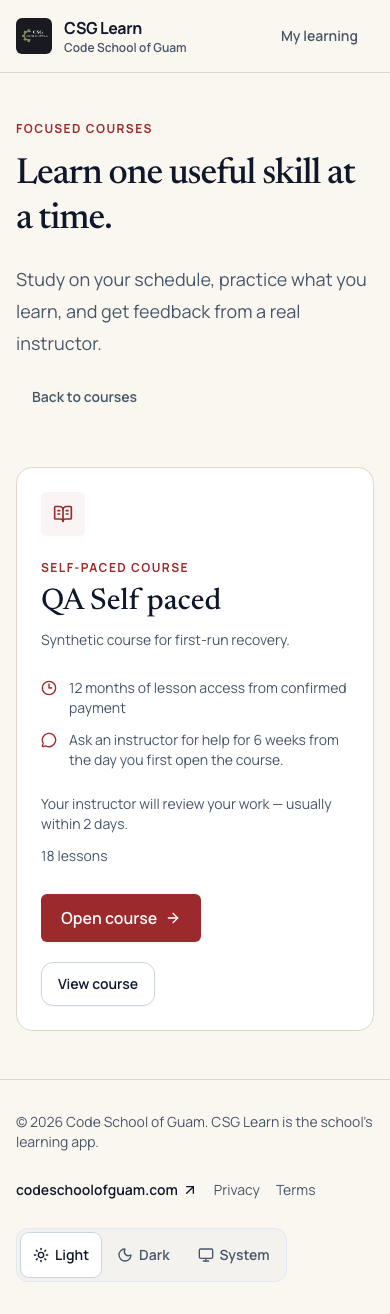 CSG Learn
Code School of Guam
My learning
FOCUSED COURSES
Learn one useful skill at
a time.
Study on your schedule, practice what you
learn, and get feedback from a real
instructor.
Back to courses
SELF-PACED COURSE
QA Self paced
Synthetic course for first-run recovery.
12 months of lesson access from confirmed
payment
Ask an instructor for help for 6 weeks from
the day you first open the course.
Your instructor will review your work — usually
within 2 days.
18 lessons
Open course
View course
© 2026 Code School of Guam. CSG Learn is the school's
learning app.
codeschoolofguam.com Privacy Terms
Light Dark System